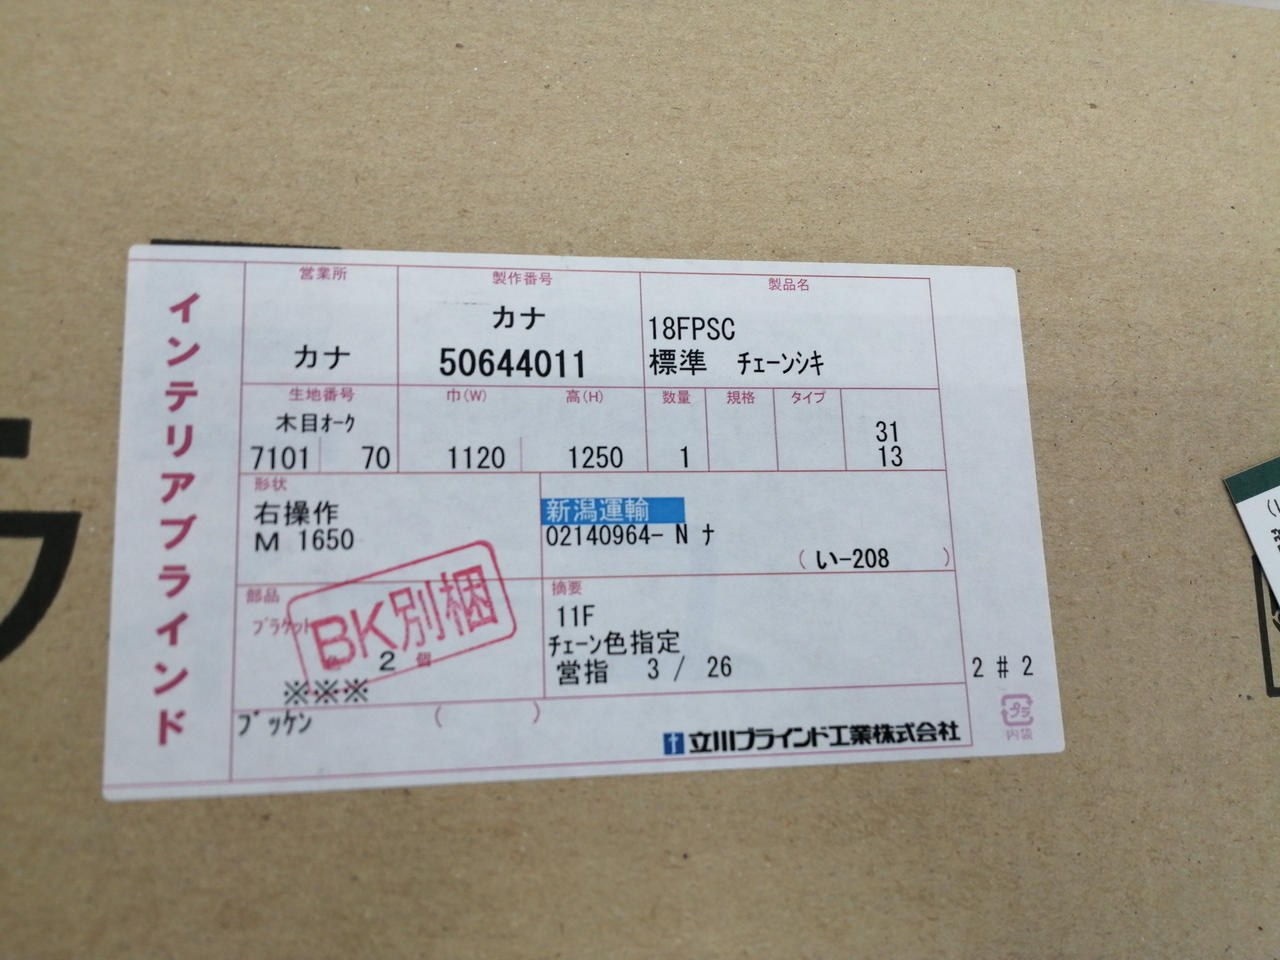 インテリアブラインド
営業所
製作番号
製品名
カナ
カナ
50644011
18FPSC
標準 チェーンシキ
生地番号
巾(W)
高(H)
数量
規格
タイプ
木目オーク
7101 70
1120
1250
1
31
13
形状
右操作
M 1650
新潟運輸
02140964- N ナ
( い-208 )
部品
ブラケット
2 個
BK別梱
※※※
摘要
11F
チェーン色指定
営指 3 / 26
ブッケン ( )
立川ブラインド工業株式会社
2 # 2
プラ
内袋